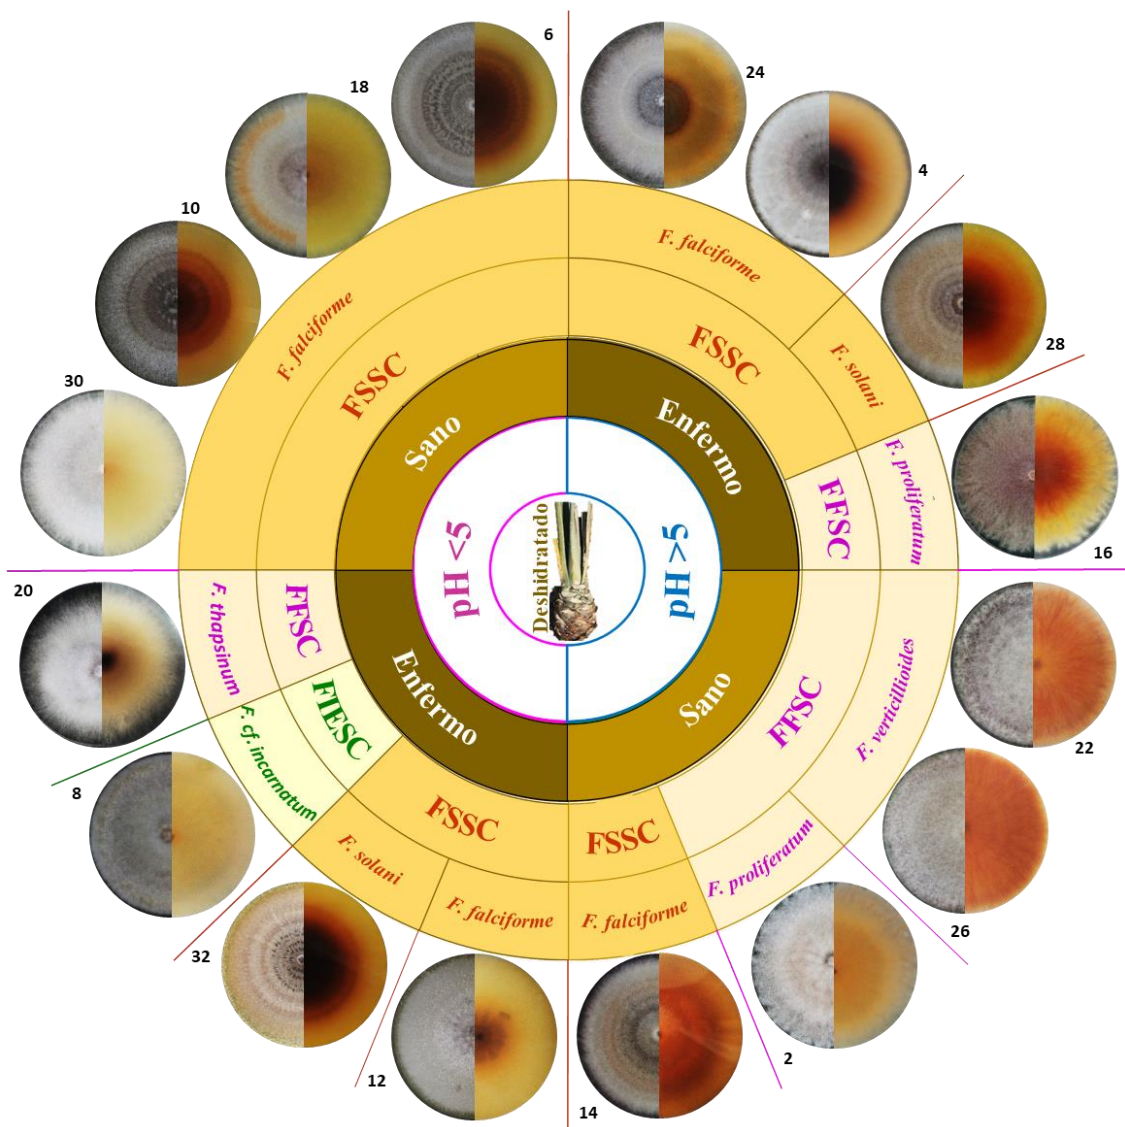 6
24
18
4
10
28
30
16
20
22
8
26
32
2
12
14
F. falciforme
F. falciforme
F. solani
F. proliferatum
F. verticillioides
F. proliferatum
F. falciforme
F. falciforme
F. solani
F. cf. incarnatum
F. thapsinum
FSSC
FSSC
FFSC
FFSC
FSSC
FSSC
FIESC
FFSC
Sano
Enfermo
Sano
Enfermo
pH <5
pH >5
Deshidratado